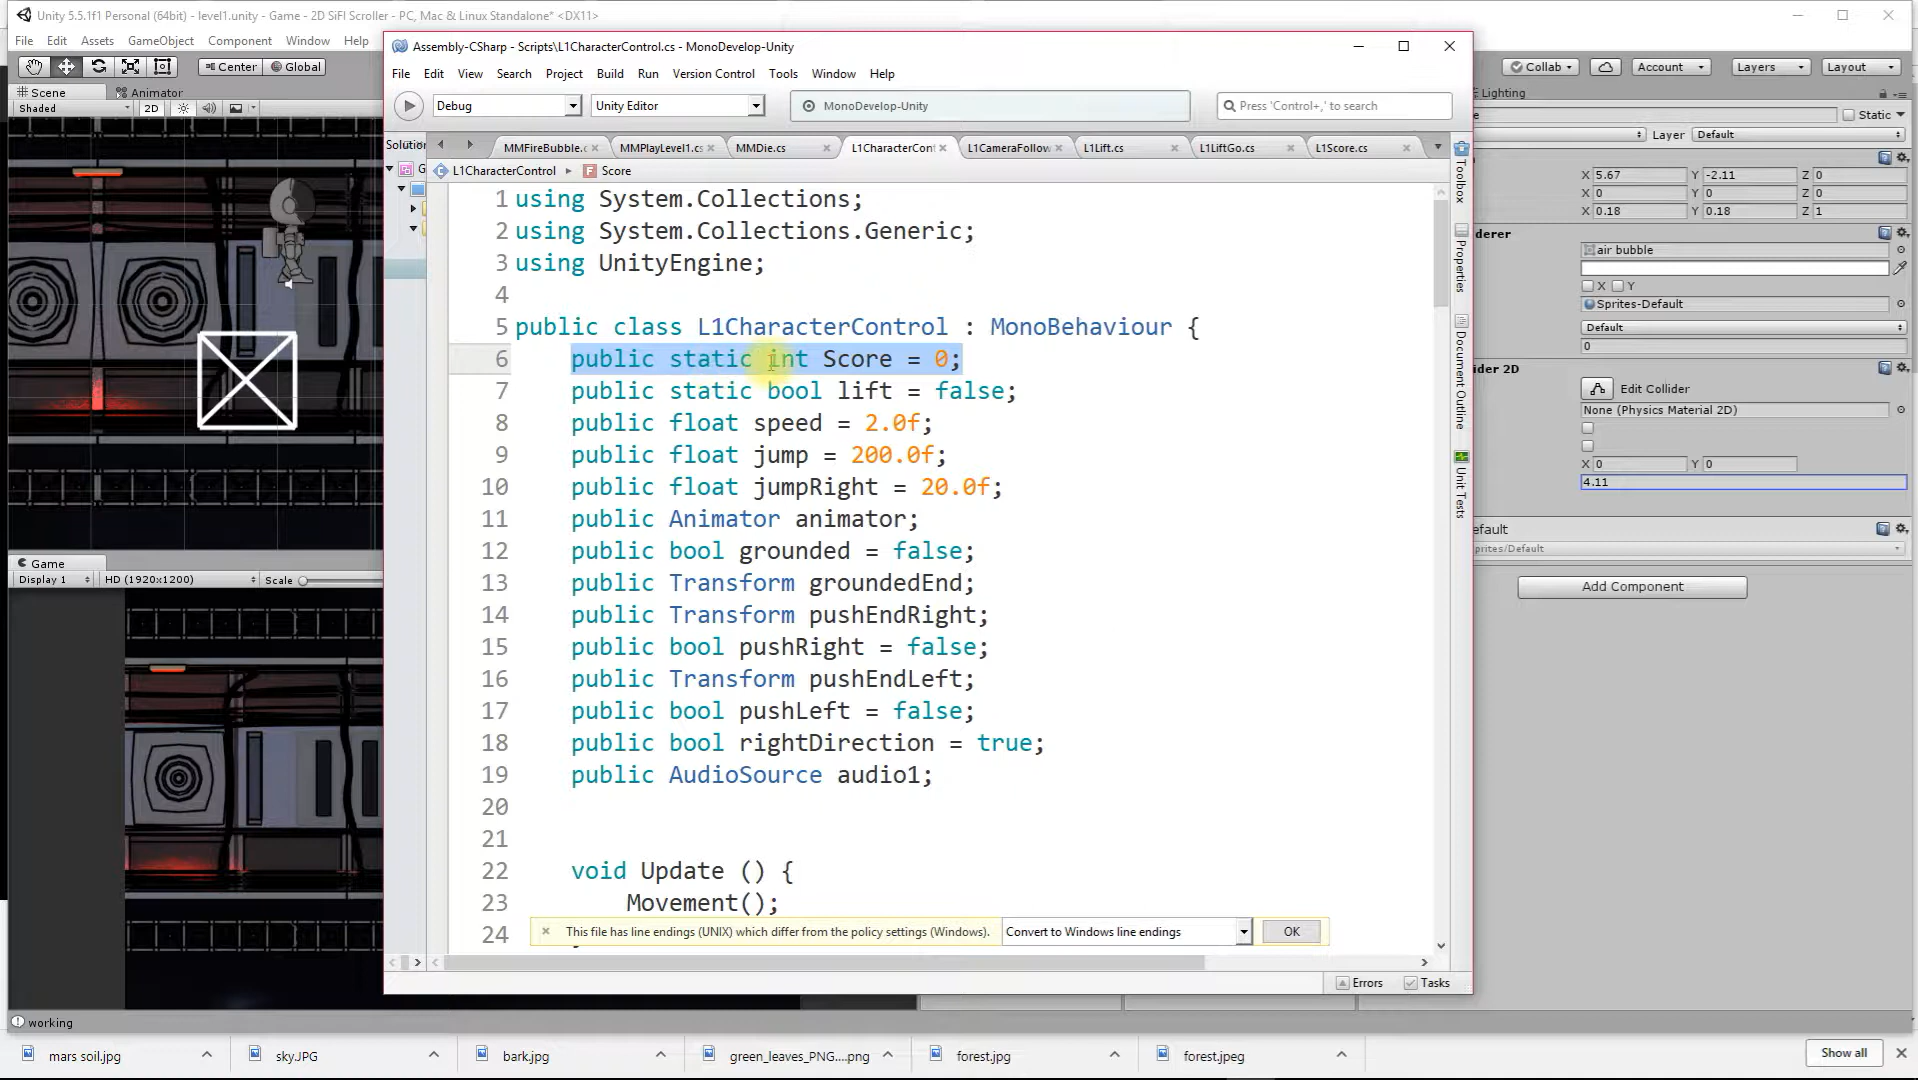 Unity 5.5.1f1 Personal (64bit) - level1.unity - Game - 2D SiFI Scroller - PC, Mac & Linux Standalone* <DX11>
File Edit Assets GameObject Component Window Help
Center Global
Collab Account Layers Layout
Scene Animator
Shaded 2D
Assembly-CSharp - Scripts\L1CharacterControl.cs - MonoDevelop-Unity
File Edit View Search Project Build Run Version Control Tools Window Help
Debug Unity Editor MonoDevelop-Unity Press 'Control+,' to search
Solution
MMFireBubble.c MMPlayLevel1.cs MMDie.cs L1CharacterCont L1CameraFollow L1Lift.cs L1LiftGo.cs L1Score.cs
L1CharacterControl Score
1 using System.Collections;
2 using System.Collections.Generic;
3 using UnityEngine;
4
5 public class L1CharacterControl : MonoBehaviour {
6 public static int Score = 0;
7 public static bool lift = false;
8 public float speed = 2.0f;
9 public float jump = 200.0f;
10 public float jumpRight = 20.0f;
11 public Animator animator;
12 public bool grounded = false;
13 public Transform groundedEnd;
14 public Transform pushEndRight;
15 public bool pushRight = false;
16 public Transform pushEndLeft;
17 public bool pushLeft = false;
18 public bool rightDirection = true;
19 public AudioSource audio1;
20
21
22 void Update () {
23 Movement();
24
This file has line endings (UNIX) which differ from the policy settings (Windows). Convert to Windows line endings OK
Errors Tasks
Toolbox
Properties
Document Outline
Unit Tests
Lighting
Static
Layer Default
X 5.67 Y -2.11 Z 0
X 0 Y 0 Z 0
X 0.18 Y 0.18 Z 1
derer
air bubble
X Y
Sprites-Default
Default
0
ider 2D
Edit Collider
None (Physics Material 2D)
X 0 Y 0
4.11
efault
prites/Default
Add Component
Game
Display 1 HD (1920x1200) Scale
working
mars soil.jpg sky.JPG bark.jpg green_leaves_PNG....png forest.jpg forest.jpeg Show all